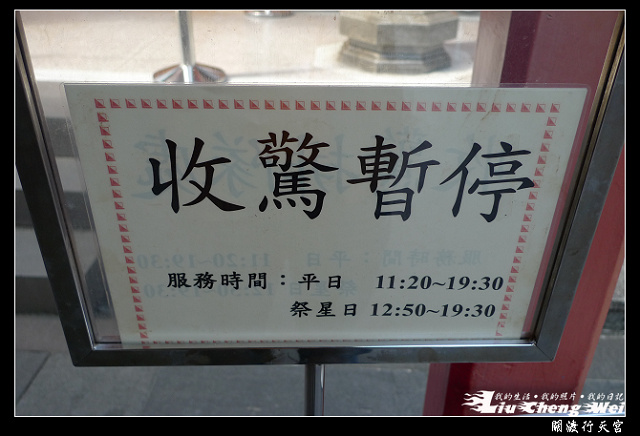 收驚暫停
服務時間：平日 11:20~19:30
祭星日 12:50~19:30
我的生活・我的照片・我的日記
Liu Cheng Wei
關渡行天宮